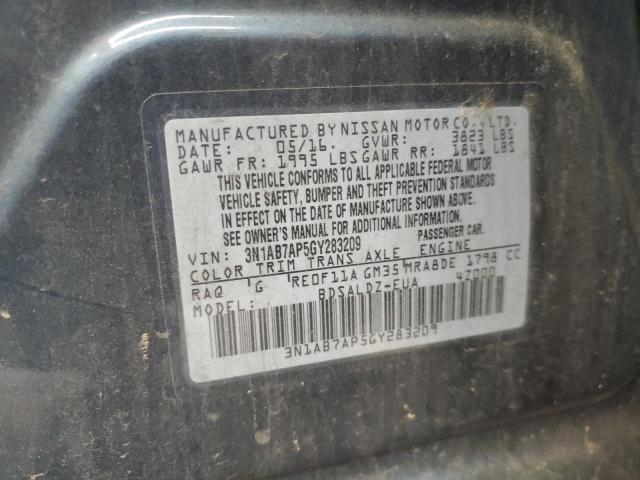 MANUFACTURED BY NISSAN MOTOR CO., LTD.
DATE: 05/16. GVWR: 3823 LBS
GAWR FR: 1995 LBS GAWR RR: 1841 LBS
THIS VEHICLE CONFORMS TO ALL APPLICABLE FEDERAL MOTOR
VEHICLE SAFETY, BUMPER AND THEFT PREVENTION STANDARDS
IN EFFECT ON THE DATE OF MANUFACTURE SHOWN ABOVE.
SEE OWNER'S MANUAL FOR ADDITIONAL INFORMATION.
VIN: 3N1AB7AP5GY283209 PASSENGER CAR.
COLOR TRIM TRANS AXLE ENGINE
RAQ G RE0F11A GM35 MRA8DE 1798 CC
MODEL: BDSALDZ-EUA 4Z000
3N1AB7AP5GY283209